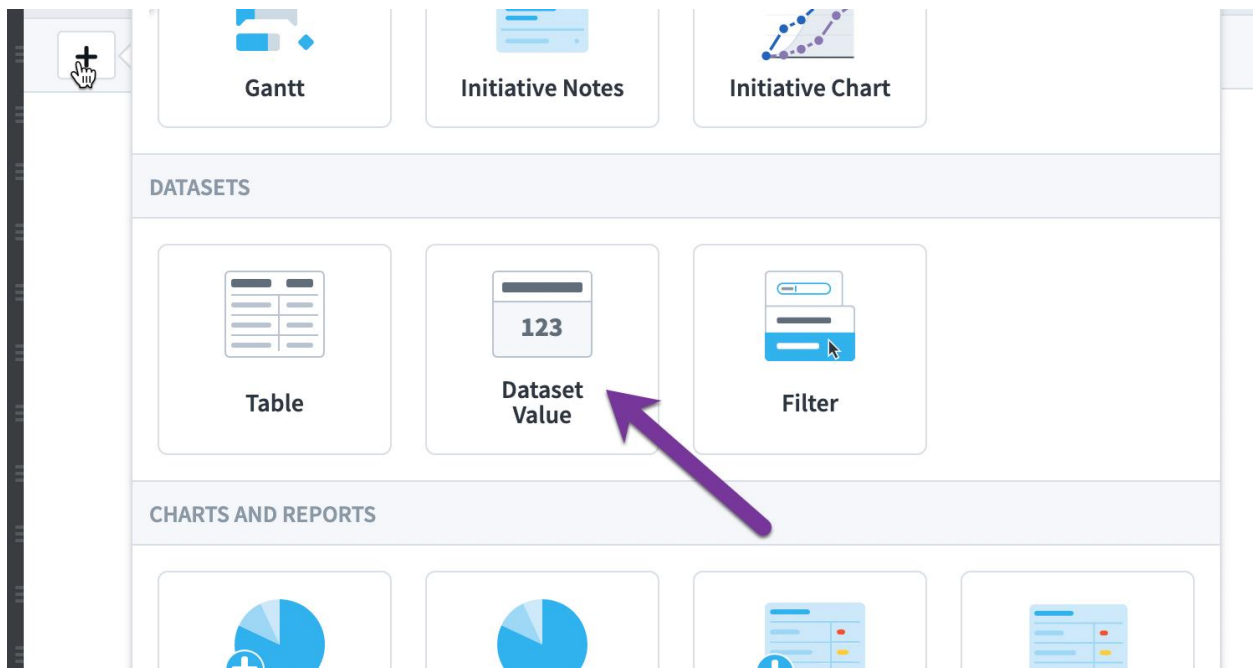 Gantt
Initiative Notes
Initiative Chart
DATASETS
123
Table
Dataset
Value
Filter
CHARTS AND REPORTS